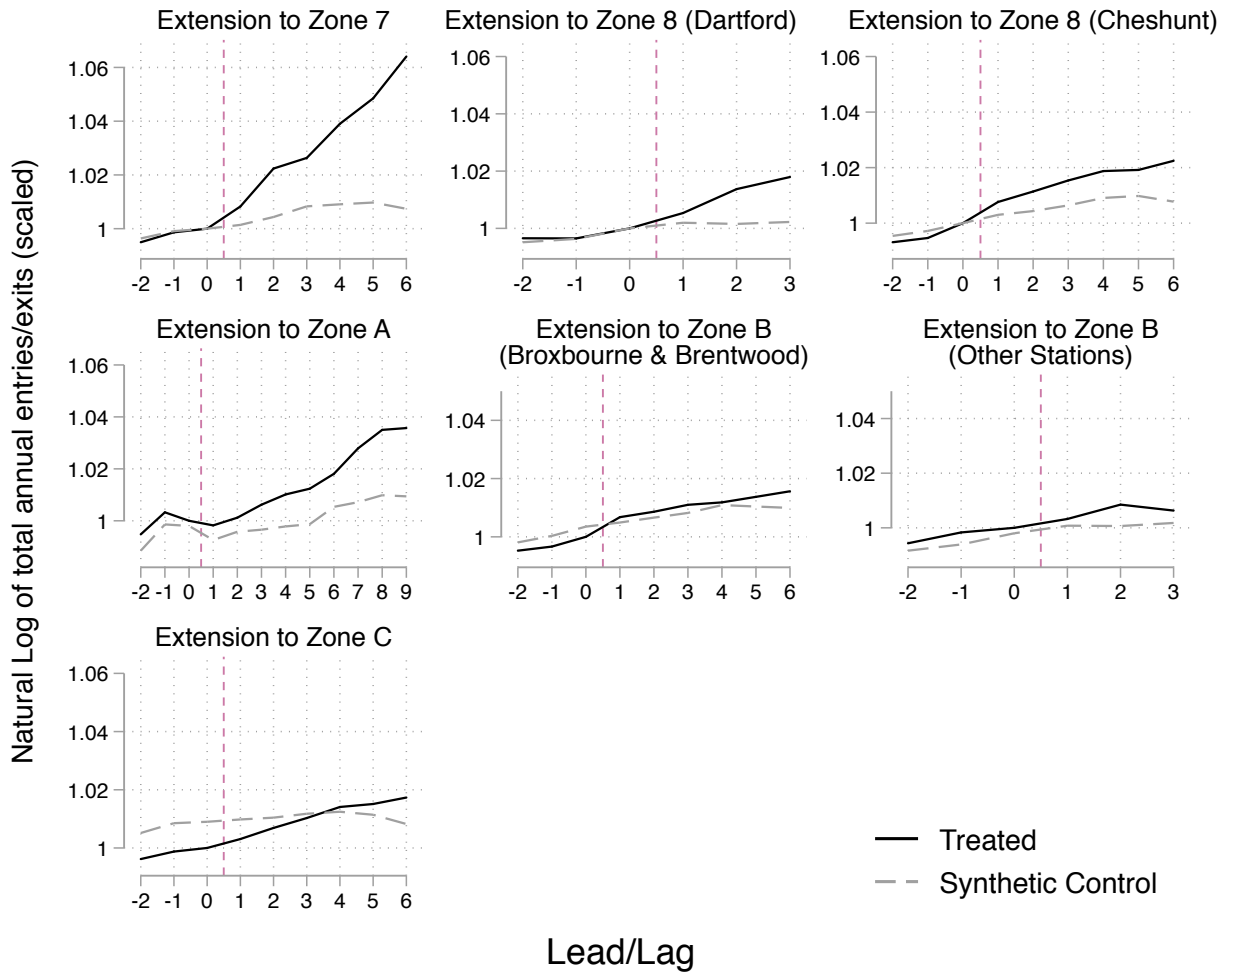 Extension to Zone 7
Extension to Zone 8 (Dartford)
Extension to Zone 8 (Cheshunt)
1.06
1.04
1.02
1
-2 -1 0 1 2 3 4 5 6
1.06
1.04
1.02
1
-2 -1 0 1 2 3
1.06
1.04
1.02
1
-2 -1 0 1 2 3 4 5 6
Extension to Zone A
Extension to Zone B
(Broxbourne & Brentwood)
Extension to Zone B
(Other Stations)
1.06
1.04
1.02
1
-2 -1 0 1 2 3 4 5 6 7 8 9
1.04
1.02
1
-2 -1 0 1 2 3 4 5 6
1.04
1.02
1
-2 -1 0 1 2 3
Extension to Zone C
1.06
1.04
1.02
1
-2 -1 0 1 2 3 4 5 6
Natural Log of total annual entries/exits (scaled)
Treated
Synthetic Control
Lead/Lag